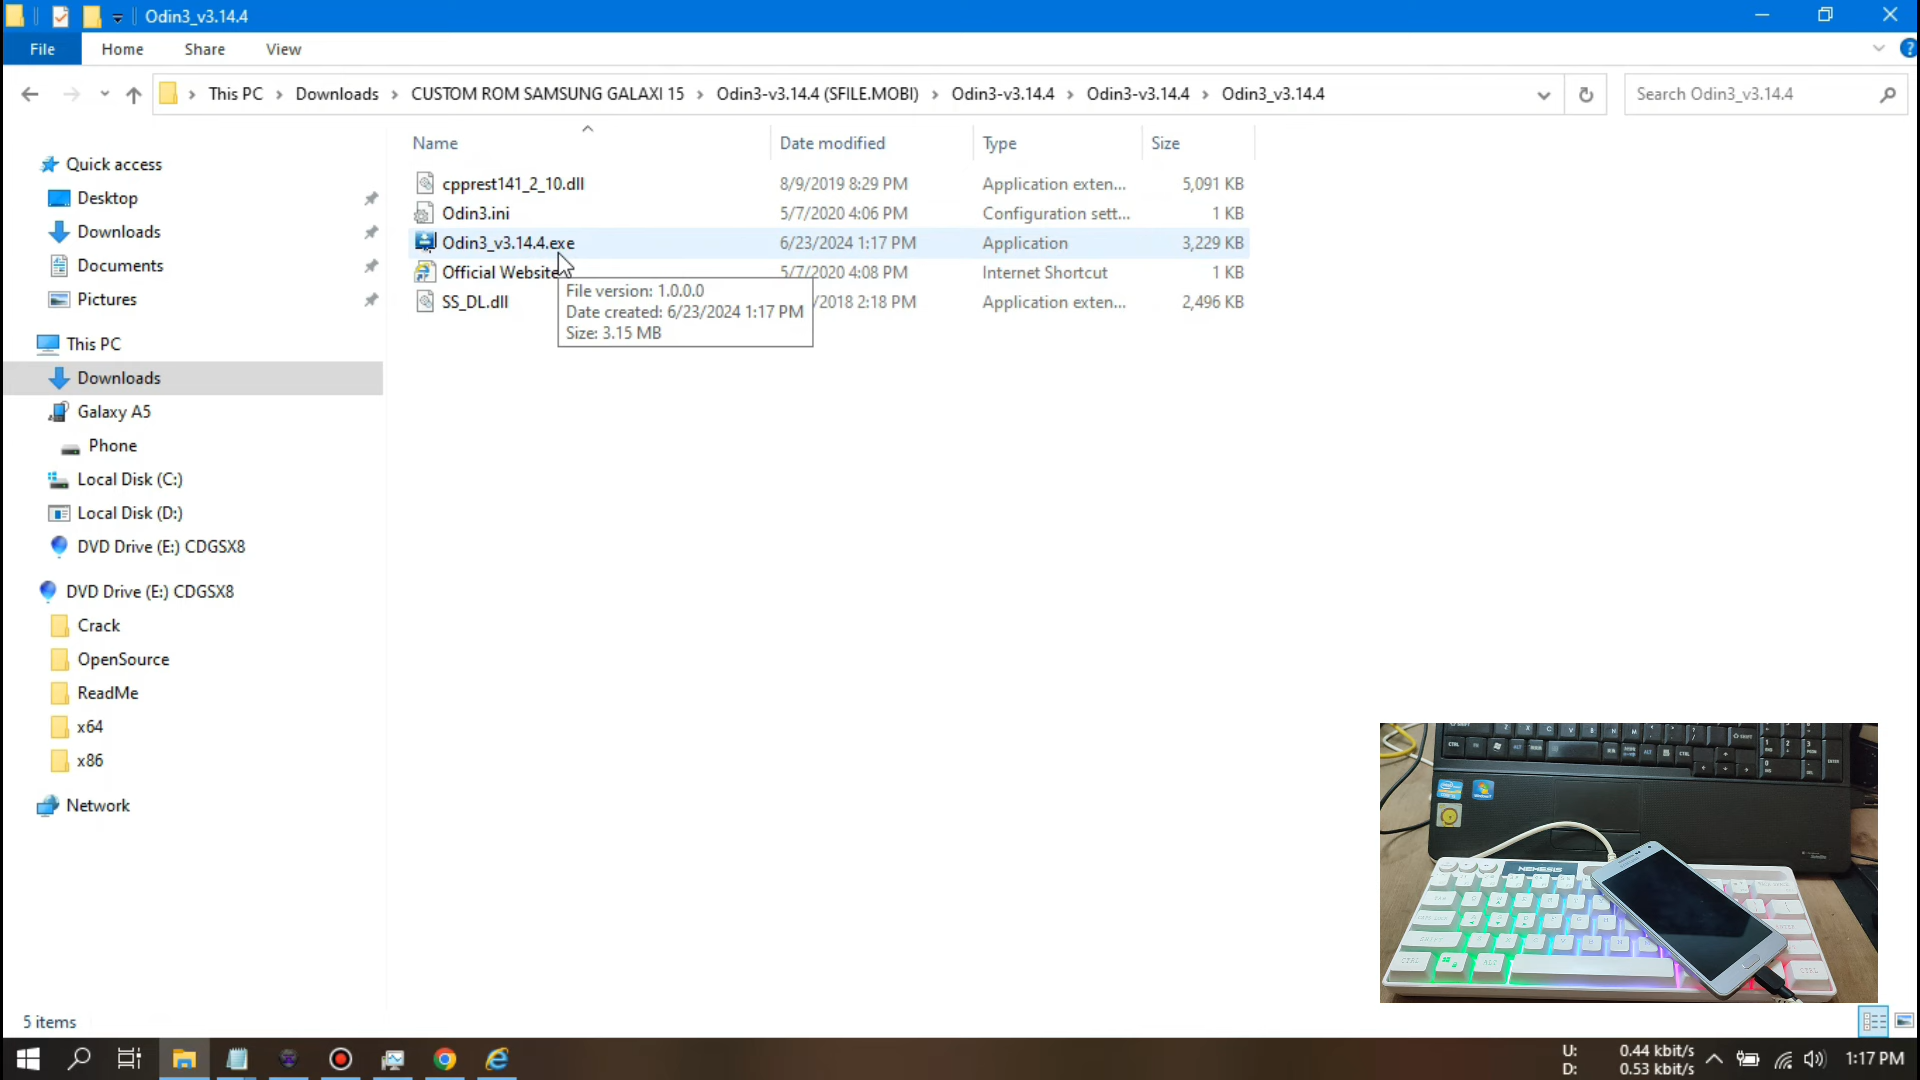 Odin3_v3.14.4
File Home Share View
This PC Downloads CUSTOM ROM SAMSUNG GALAXI 15 Odin3-v3.14.4 (SFILE.MOBI) Odin3-v3.14.4 Odin3-v3.14.4 Odin3_v3.14.4
Search Odin3_v3.14.4
Name Date modified Type Size
cpprest141_2_10.dll 8/9/2019 8:29 PM Application exten... 5,091 KB
Odin3.ini 5/7/2020 4:06 PM Configuration sett... 1 KB
Odin3_v3.14.4.exe 6/23/2024 1:17 PM Application 3,229 KB
Official Website 5/7/2020 4:08 PM Internet Shortcut 1 KB
SS_DL.dll /2018 2:18 PM Application exten... 2,496 KB
File version: 1.0.0.0
Date created: 6/23/2024 1:17 PM
Size: 3.15 MB
Quick access
Desktop
Downloads
Documents
Pictures
This PC
Downloads
Galaxy A5
Phone
Local Disk (C:)
Local Disk (D:)
DVD Drive (E:) CDGSX8
DVD Drive (E:) CDGSX8
Crack
OpenSource
ReadMe
x64
x86
Network
NEMESIS
5 items
U: 0.44 kbit/s
D: 0.53 kbit/s
1:17 PM